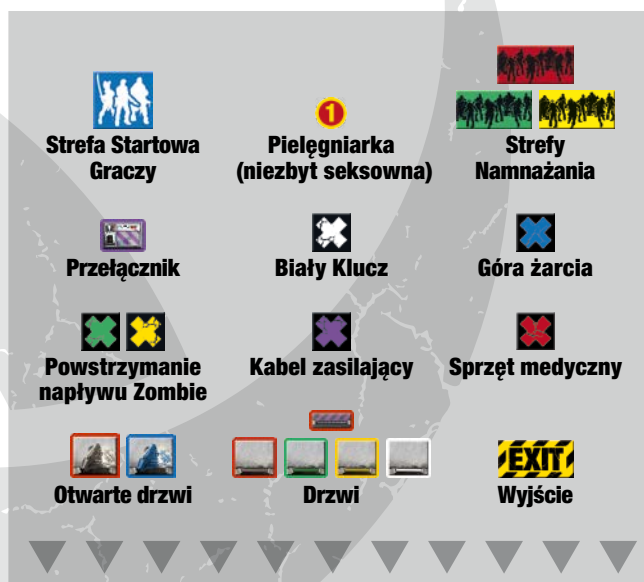 Strefa Startowa
Graczy
1
Pielęgniarka
(niezbyt seksowna)
Strefy
Namnażania
Przełącznik
Biały Klucz
Góra żarcia
Powstrzymanie
napływu Zombie
Kabel zasilający
Sprzęt medyczny
Otwarte drzwi
Drzwi
EXIT
Wyjście